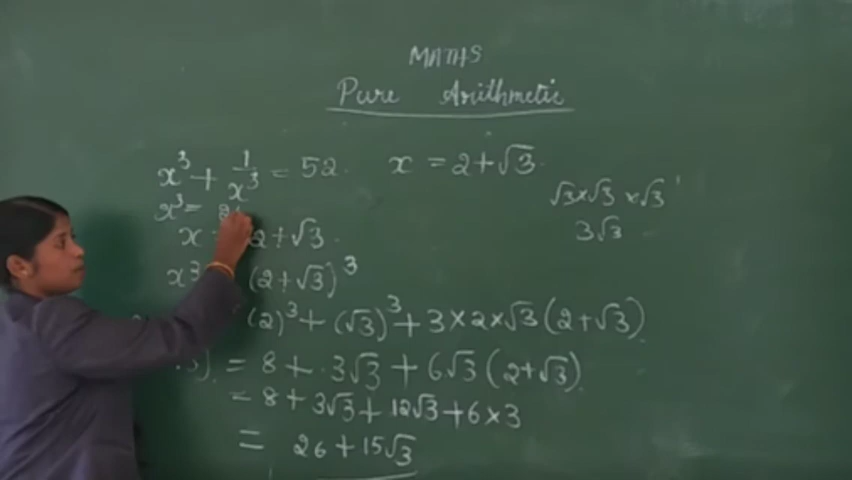 MATHS
Pure Arithmetic
x³ + 1/x³ = 52. x = 2+√3.
√3×√3×√3
3√3
x³ =
x 2+√3.
x³ (2+√3)³
(2)³ + (√3)³ + 3×2×√3(2+√3)
= 8 + 3√3 + 6√3(2+√3)
= 8 + 3√3 + 12√3 + 6×3
= 26 + 15√3